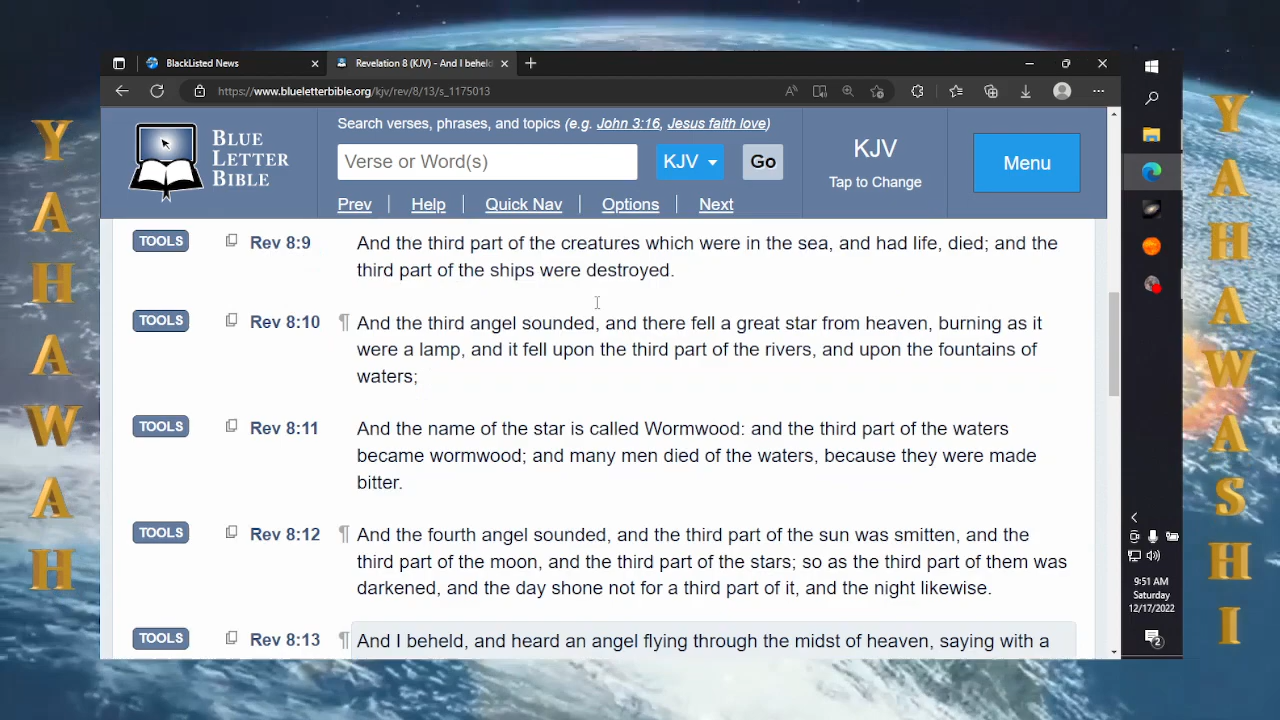 BlackListed News
Revelation 8 (KJV) - And I beheld
https://www.blueletterbible.org/kjv/rev/8/13/s_1175013
BLUE
LETTER
BIBLE
Search verses, phrases, and topics (e.g. John 3:16, Jesus faith love)
Verse or Word(s)
KJV
Go
Prev
Help
Quick Nav
Options
Next
KJV
Tap to Change
Menu
TOOLS
Rev 8:9
And the third part of the creatures which were in the sea, and had life, died; and the
third part of the ships were destroyed.
TOOLS
Rev 8:10
¶ And the third angel sounded, and there fell a great star from heaven, burning as it
were a lamp, and it fell upon the third part of the rivers, and upon the fountains of
waters;
TOOLS
Rev 8:11
And the name of the star is called Wormwood: and the third part of the waters
became wormwood; and many men died of the waters, because they were made
bitter.
TOOLS
Rev 8:12
¶ And the fourth angel sounded, and the third part of the sun was smitten, and the
third part of the moon, and the third part of the stars; so as the third part of them was
darkened, and the day shone not for a third part of it, and the night likewise.
TOOLS
Rev 8:13
¶ And I beheld, and heard an angel flying through the midst of heaven, saying with a
9:51 AM
Saturday
12/17/2022
2
YAHAWAH
YAHAWASHI